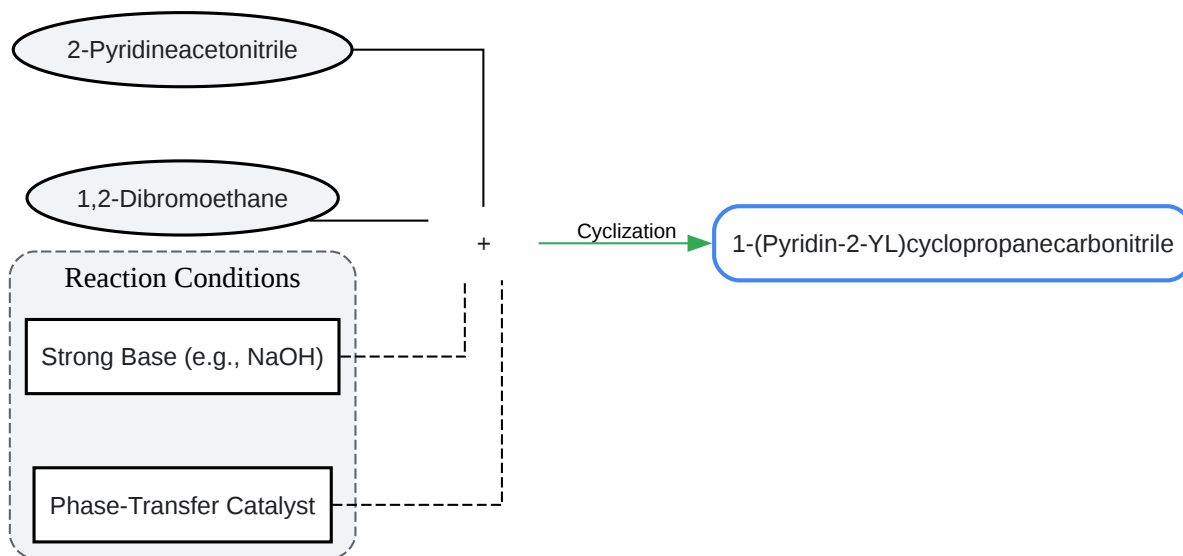 2-Pyridineacetonitrile
1,2-Dibromoethane
+
Cyclization
1-(Pyridin-2-YL)cyclopropanecarbonitrile
Reaction Conditions
Strong Base (e.g., NaOH)
Phase-Transfer Catalyst